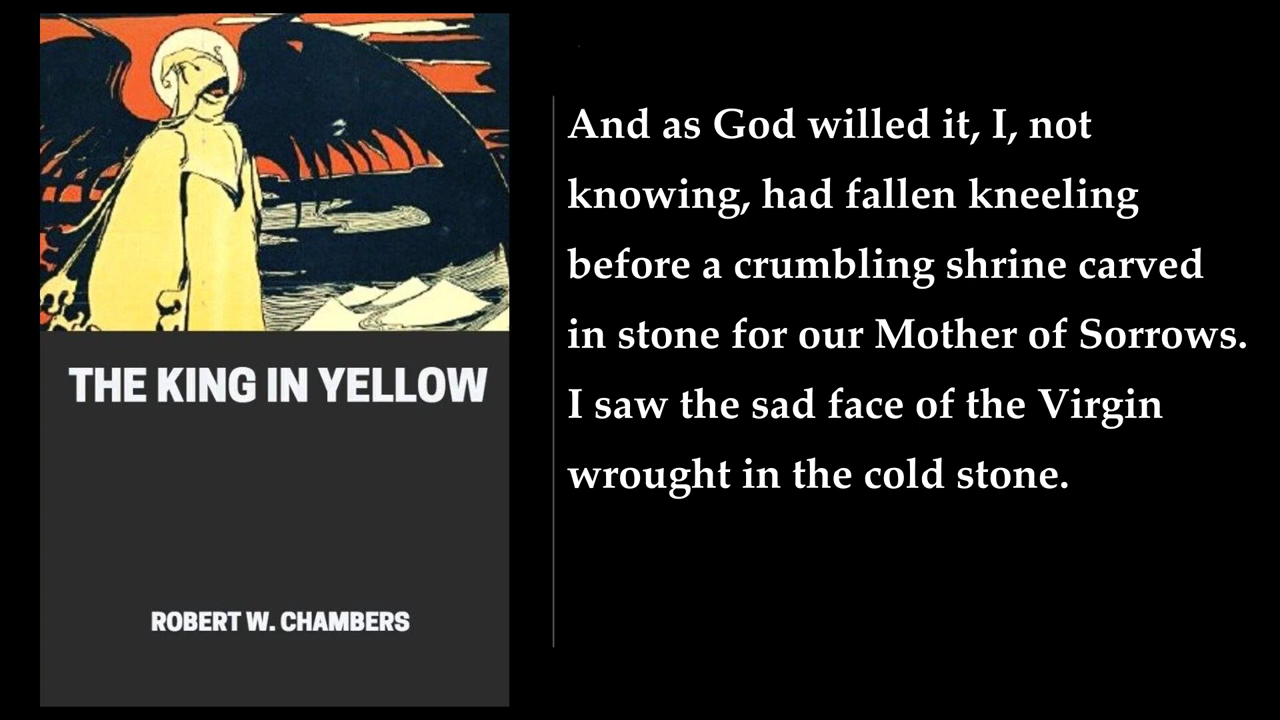 THE KING IN YELLOW
ROBERT W. CHAMBERS
And as God willed it, I, not
knowing, had fallen kneeling
before a crumbling shrine carved
in stone for our Mother of Sorrows.
I saw the sad face of the Virgin
wrought in the cold stone.